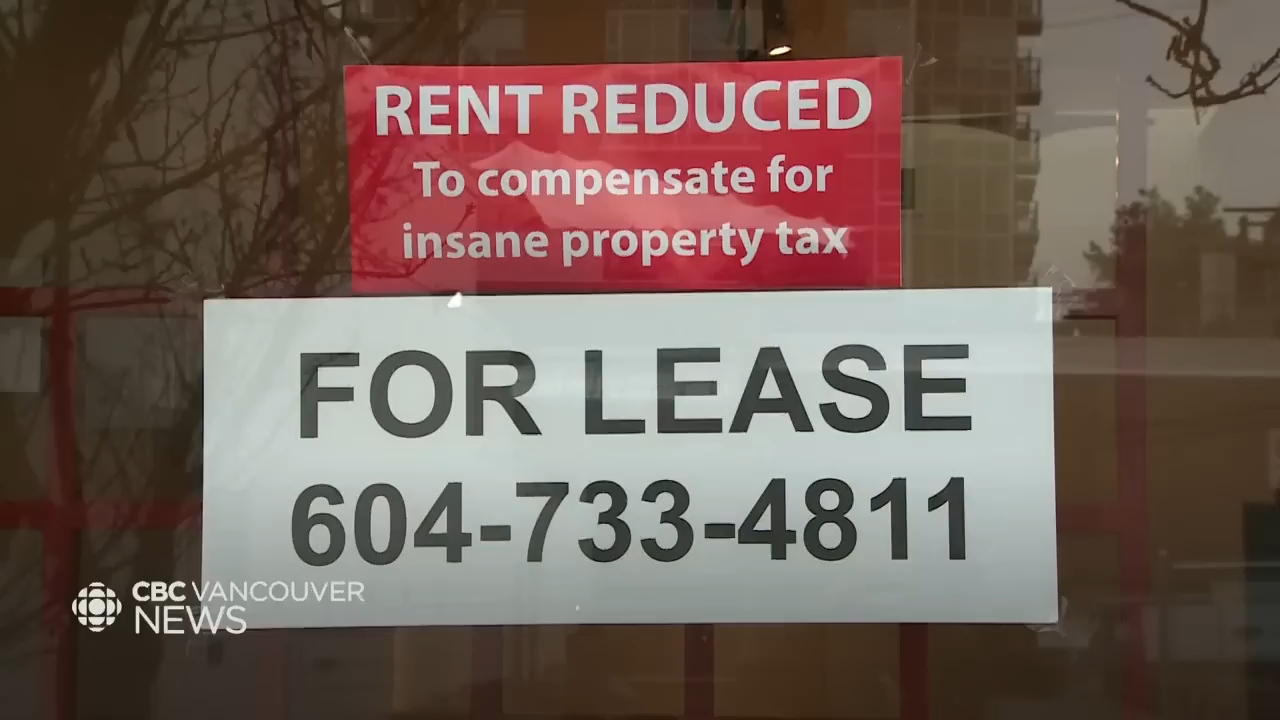 RENT REDUCED
To compensate for
insane property tax
FOR LEASE
604-733-4811
CBC VANCOUVER
NEWS